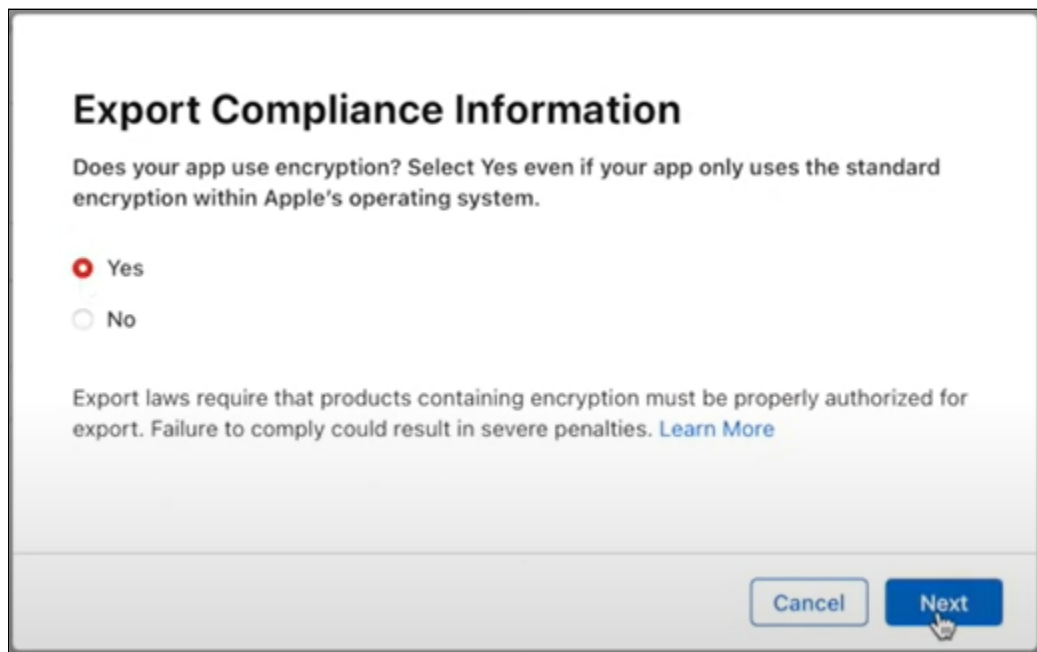 Export Compliance Information
Does your app use encryption? Select Yes even if your app only uses the standard
encryption within Apple's operating system.
Yes
No
Export laws require that products containing encryption must be properly authorized for
export. Failure to comply could result in severe penalties. Learn More
Cancel
Next